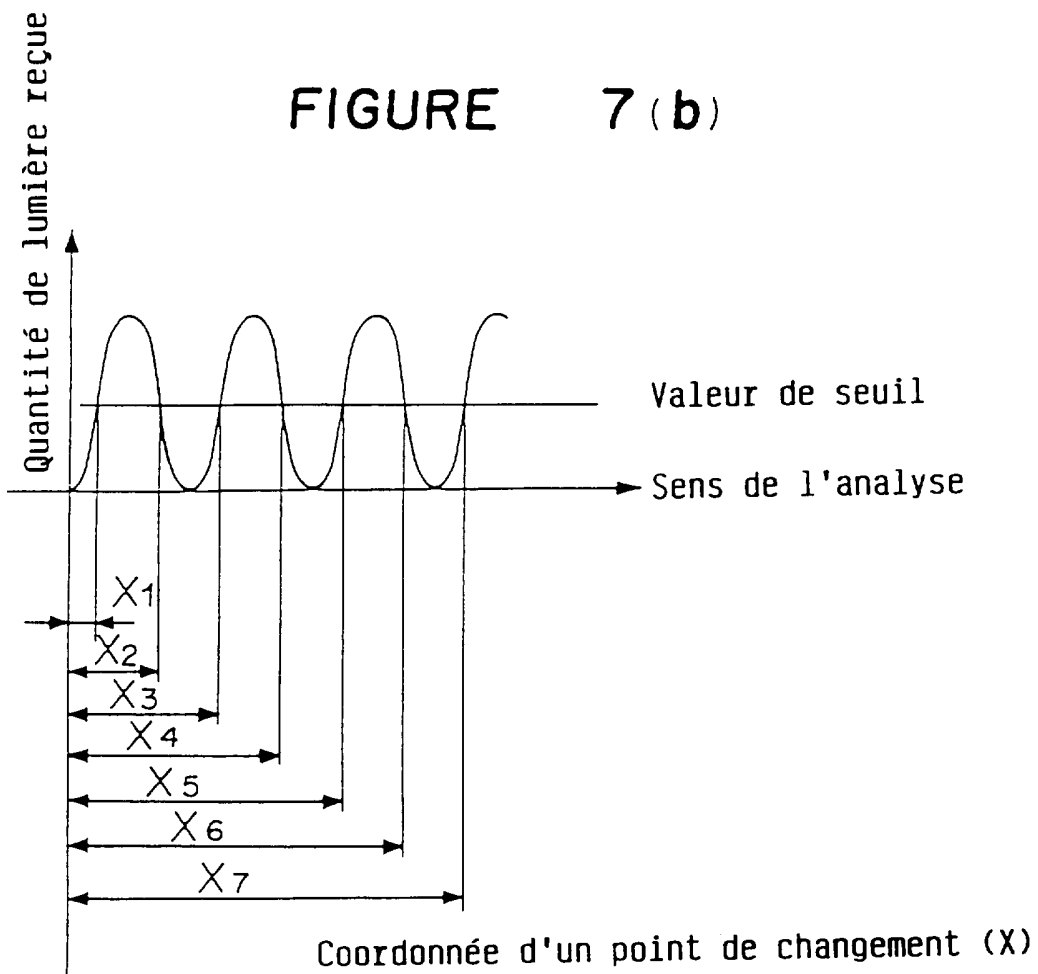 Quantité de lumière reçue
FIGURE 7(b)
Valeur de seuil
Sens de l'analyse
X1
X2
X3
X4
X5
X6
X7
Coordonnée d'un point de changement (X)